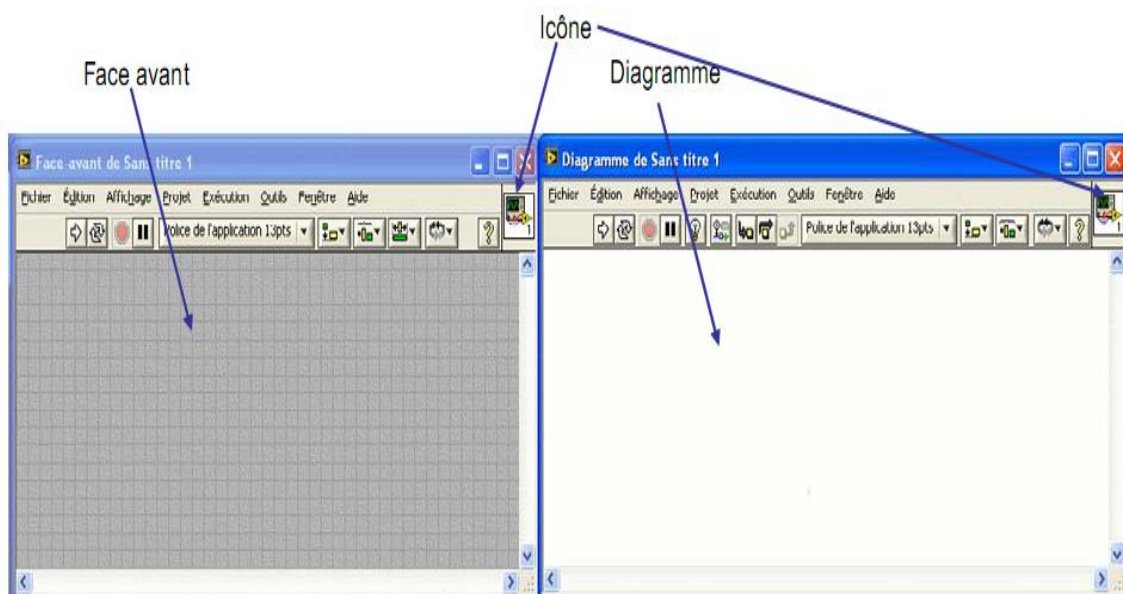 Icône
Face avant
Diagramme
Face-avant de Sans titre 1
Diagramme de Sans titre 1
Fichier Édition Affichage Projet Exécution Outils Fenêtre Aide
Fichier Édition Affichage Projet Exécution Outils Fenêtre Aide
Police de l'application 13pts
?
1
Police de l'application 13pts
?
1